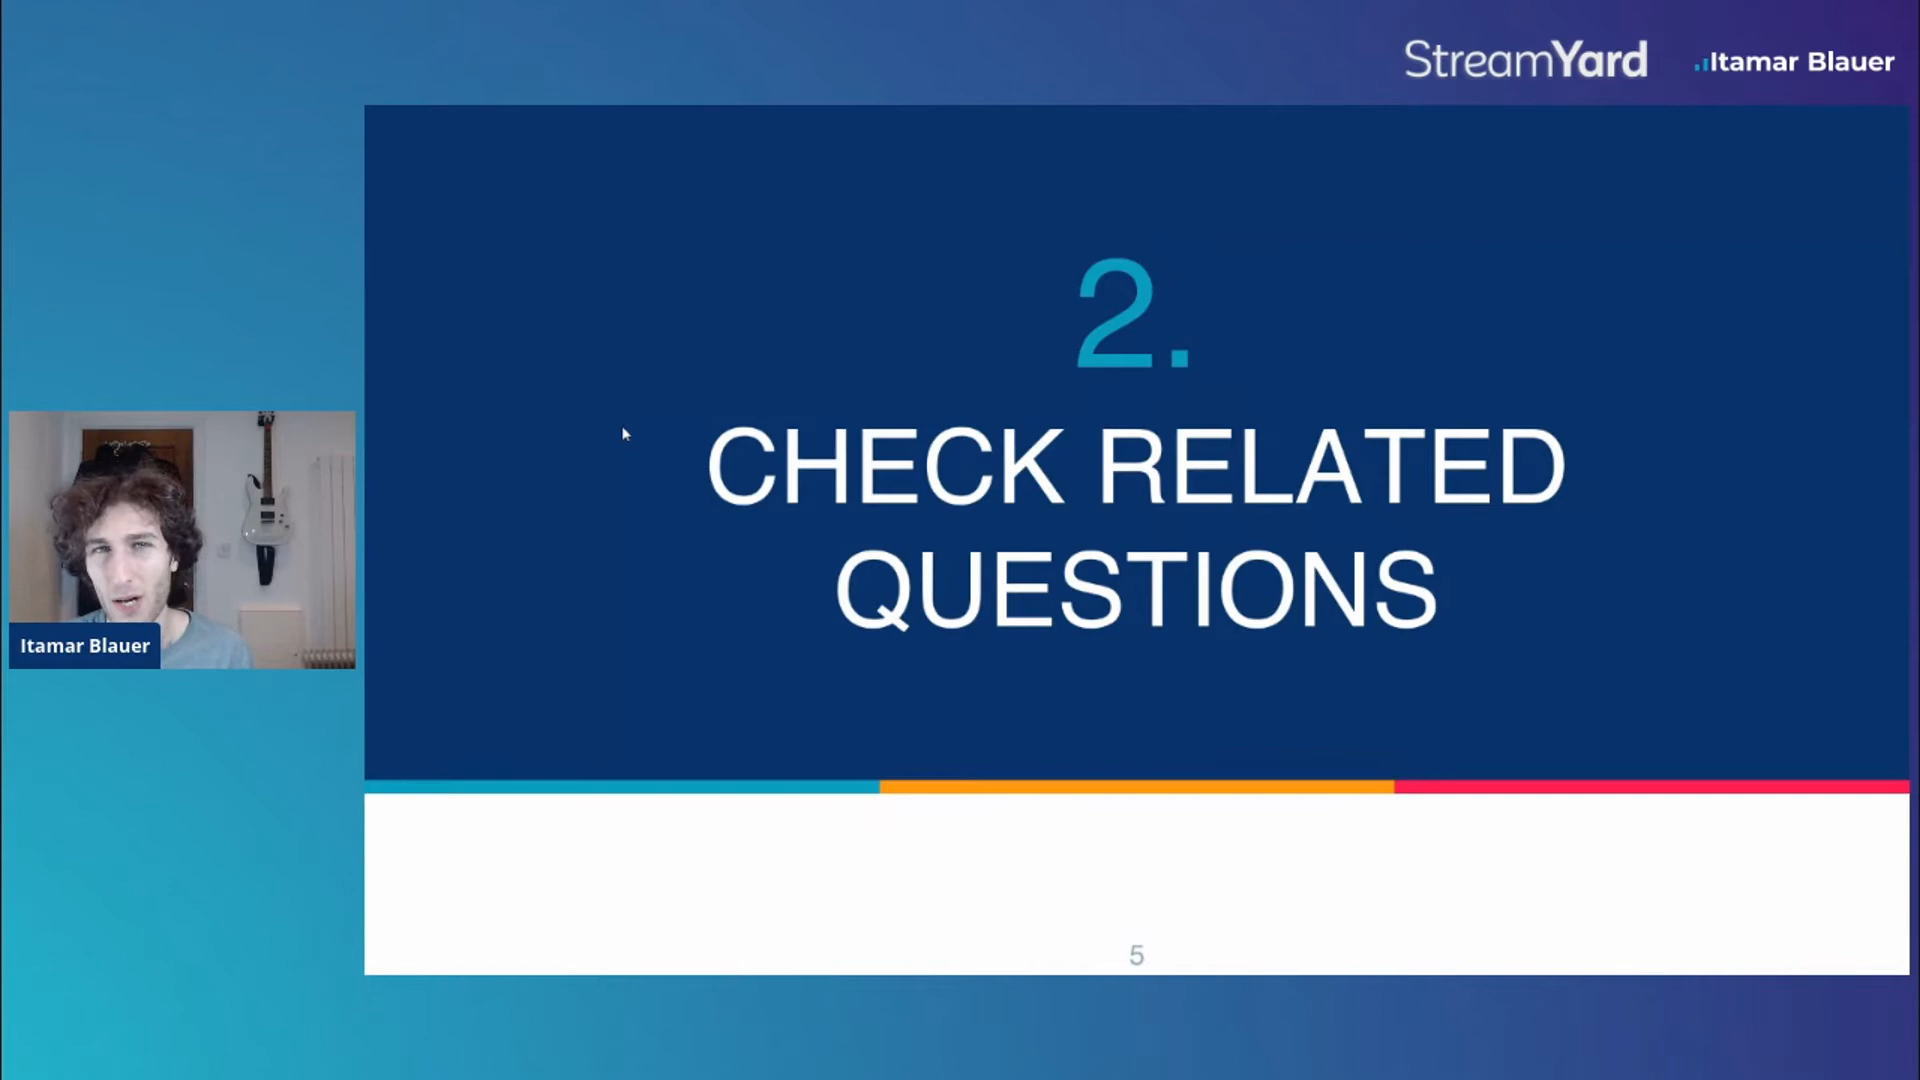 StreamYard
Itamar Blauer
2.
CHECK RELATED
QUESTIONS
Itamar Blauer
5